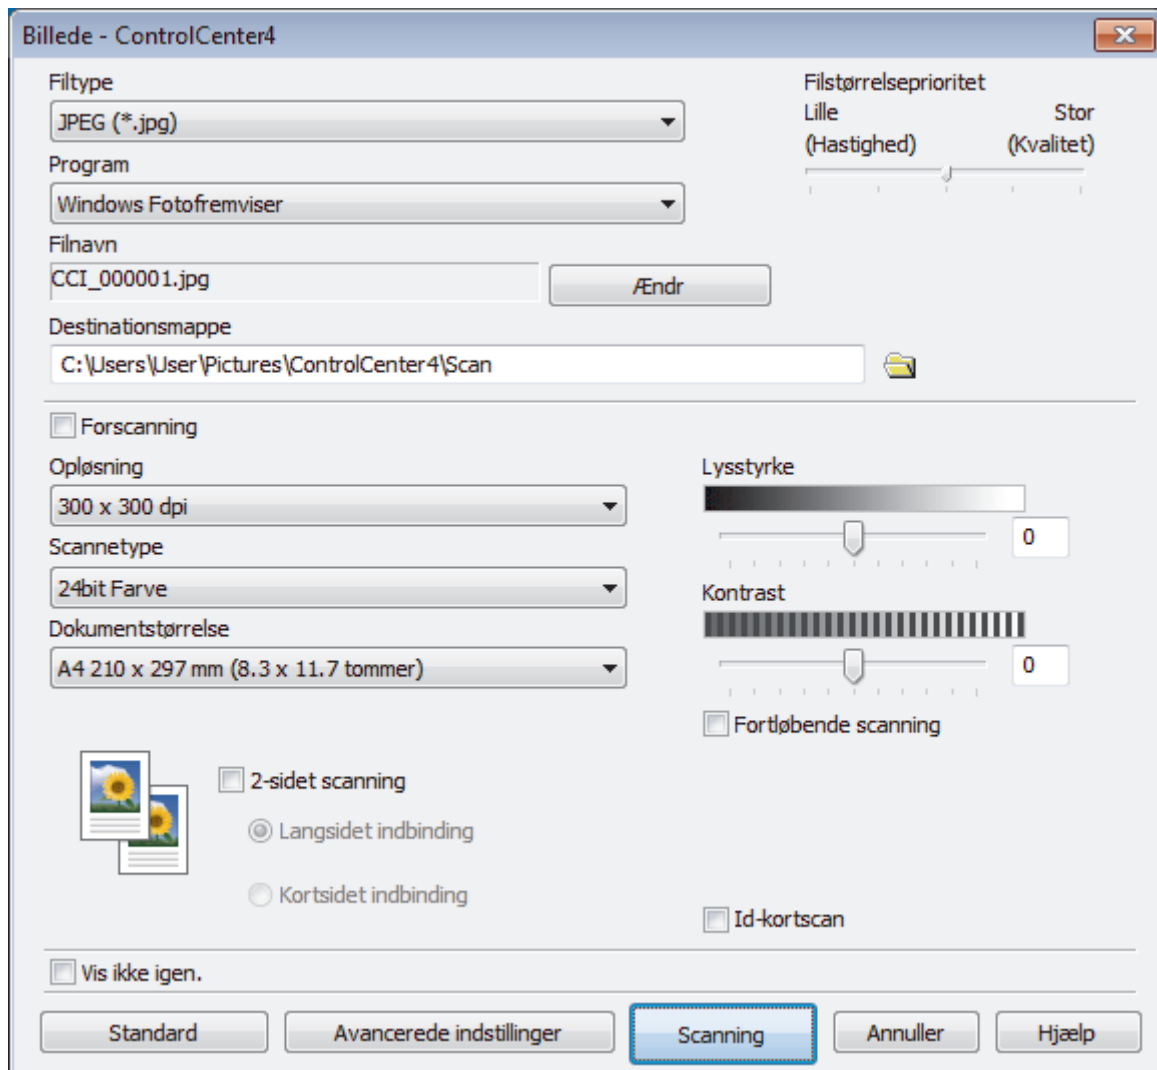 Billede - ControlCenter4
Filtype
JPEG (*.jpg)
Program
Windows Fotofremviser
Filnavn
CCI_000001.jpg
Ændr
Destinationsmappe
C:\Users\User\Pictures\ControlCenter4\Scan
Filstørrelseprioritet
Lille Stor
(Hastighed) (Kvalitet)
Forscanning
Opløsning
300 x 300 dpi
Scannetype
24bit Farve
Dokumentstørrelse
A4 210 x 297 mm (8.3 x 11.7 tommer)
Lysstyrke
0
Kontrast
0
Fortløbende scanning
2-sidet scanning
Langsidet indbinding
Kortsidet indbinding
Id-kortscan
Vis ikke igen.
Standard Avancerede indstillinger Scanning Annuller Hjælp